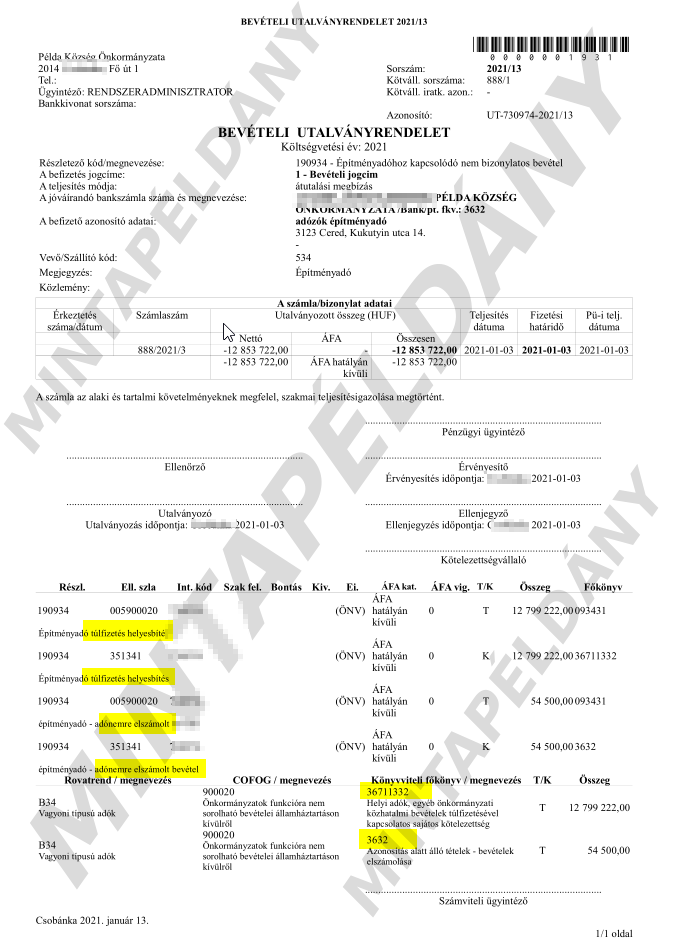 BEVÉTELI UTALVÁNYRENDELET 2021/13
0 0 0 0 0 0 1 9 3 1
Példa Község Önkormányzata
2014 Fő út 1
Tel.:
Ügyintéző: RENDSZERADMINISZTRÁTOR
Bankkivonat sorszáma:
Sorszám: 2021/13
Kötváll. sorszáma: 888/1
Kötváll. iratk. azon.: -
Azonosító: UT-730974-2021/13
BEVÉTELI UTALVÁNYRENDELET
Költségvetési év: 2021
Részletező kód/megnevezése: 190934 - Építményadóhoz kapcsolódó nem bizonylatos bevétel
A befizetés jogcíme: 1 - Bevételi jogcím
A teljesítés módja: átutalási megbízás
A jóváírandó bankszámla száma és megnevezése: PÉLDA KÖZSÉG
ÖNKORMÁNYZATA /Bank/pt. fkv.: 3632
A befizető azonosító adatai: adózók építményadó
3123 Cered, Kukutyin utca 14.
-
Vevő/Szállító kód: 534
Megjegyzés: Építményadó
Közlemény:
A számla/bizonylat adatai
Érkeztetés száma/dátum Számlaszám Utalványozott összeg (HUF) Teljesítés dátuma Fizetési határidő Pü-i telj. dátuma
Nettó ÁFA Összesen
888/2021/3 -12 853 722,00 - -12 853 722,00 2021-01-03 2021-01-03 2021-01-03
-12 853 722,00 ÁFA hatályán kívüli -12 853 722,00
A számla az alaki és tartalmi követelményeknek megfelel, szakmai teljesítésigazolása megtörtént.
Pénzügyi ügyintéző
Ellenőrző Érvényesítő
Érvényesítés időpontja: 2021-01-03
Utalványozó Ellenjegyző
Utalványozás időpontja: 2021-01-03 Ellenjegyzés időpontja: 2021-01-03
Kötelezettségvállaló
Részl. Ell. szla Int. kód Szak fel. Bontás Kiv. Ei. ÁFA kat. ÁFA vig. T/K Összeg Főkönyv
190934 005900020 (ÖNV) ÁFA hatályán kívüli 0 T 12 799 222,00 093431
Építményadó túlfizetés helyesbíté
190934 351341 (ÖNV) ÁFA hatályán kívüli 0 K 12 799 222,00 36711332
Építményadó túlfizetés helyesbítés
190934 005900020 (ÖNV) ÁFA hatályán kívüli 0 T 54 500,00 093431
építményadó - adónemre elszámolt
190934 351341 (ÖNV) ÁFA hatályán kívüli 0 K 54 500,00 3632
építményadó - adónemre elszámolt bevétel
Rovatrend / megnevezés COFOG / megnevezés Könyvviteli főkönyv / megnevezés T/K Összeg
B34
Vagyoni típusú adók
900020
Önkormányzatok funkcióra nem
sorolható bevételei államháztartáson
kívülről
36711332
Helyi adók, egyéb önkormányzati
közhatalmi bevételek túlfizetésével
kapcsolatos sajátos kötelezettség
T 12 799 222,00
B34
Vagyoni típusú adók
900020
Önkormányzatok funkcióra nem
sorolható bevételei államháztartáson
kívülről
3632
Azonosítás alatt álló tételek - bevételek
elszámolása
T 54 500,00
Számviteli ügyintéző
Csobánka 2021. január 13.
1/1 oldal
MINTAPÉLDÁNY
MINTAPÉLDÁNY
MINTAPÉLDÁNY